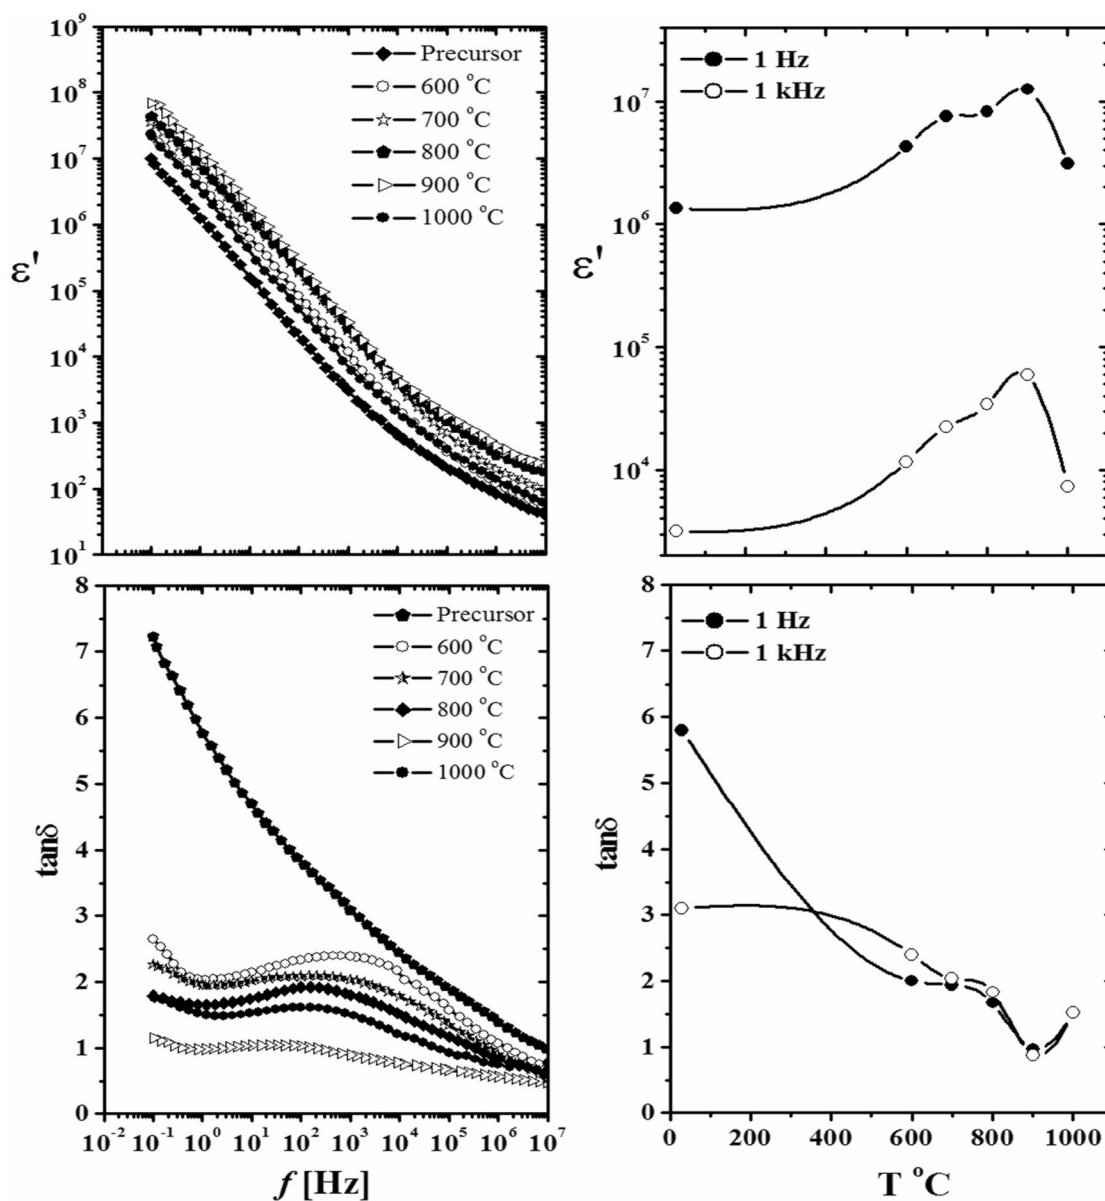 10⁹
10⁸
10⁷
10⁶
10⁵
10⁴
10³
10²
10¹
ε'
Precursor
600 °C
700 °C
800 °C
900 °C
1000 °C
10⁷
10⁶
10⁵
10⁴
ε'
1 Hz
1 kHz
8
7
6
5
4
3
2
1
0
tanδ
Precursor
600 °C
700 °C
800 °C
900 °C
1000 °C
10⁻² 10⁻¹ 10⁰ 10¹ 10² 10³ 10⁴ 10⁵ 10⁶ 10⁷
f [Hz]
8
7
6
5
4
3
2
1
0
tanδ
1 Hz
1 kHz
0 200 400 600 800 1000
T °C